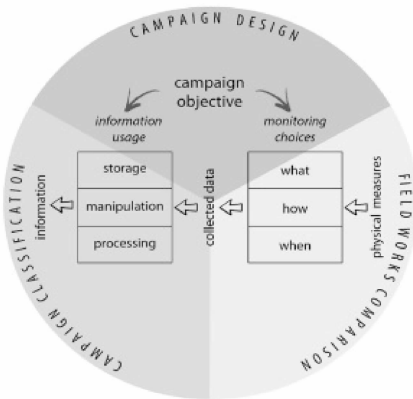 CAMPAIGN DESIGN
campaign
objective
information
usage
monitoring
choices
storage
manipulation
processing
what
how
when
information
collected data
physical measures
CAMPAIGN CLASSIFICATION
FIELD WORKS COMPARISON